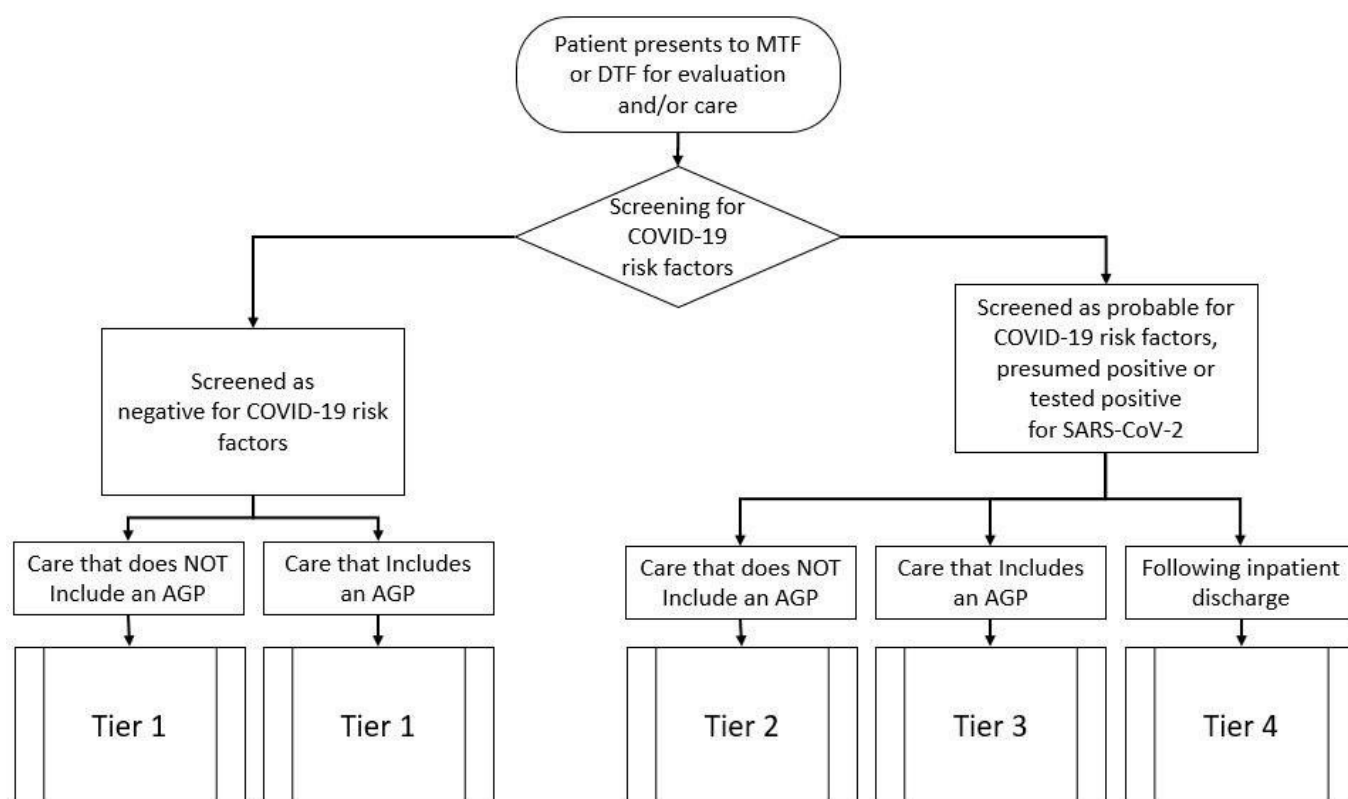 Patient presents to MTF
or DTF for evaluation
and/or care
Screening for
COVID-19
risk factors
Screened as
negative for COVID-19 risk
factors
Screened as probable for
COVID-19 risk factors,
presumed positive or
tested positive
for SARS-CoV-2
Care that does NOT
Include an AGP
Care that Includes
an AGP
Care that does NOT
Include an AGP
Care that Includes
an AGP
Following inpatient
discharge
Tier 1
Tier 1
Tier 2
Tier 3
Tier 4